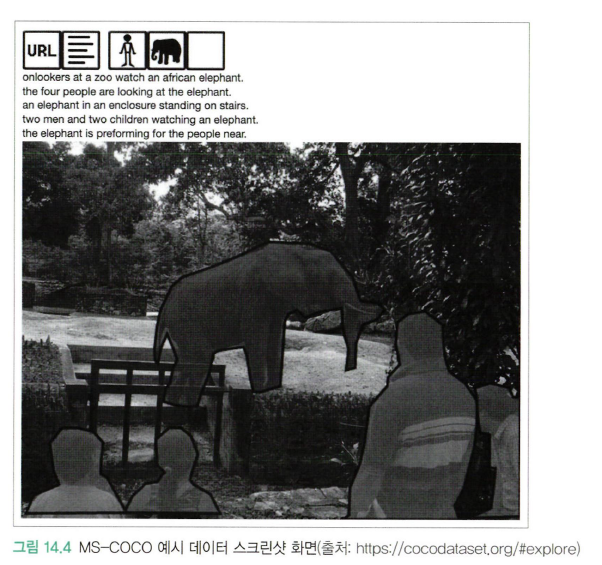 URL
onlookers at a zoo watch an african elephant.
the four people are looking at the elephant.
an elephant in an enclosure standing on stairs.
two men and two children watching an elephant.
the elephant is preforming for the people near.
그림 14.4 MS-COCO 예시 데이터 스크린샷 화면(출처: https://cocodataset.org/#explore)